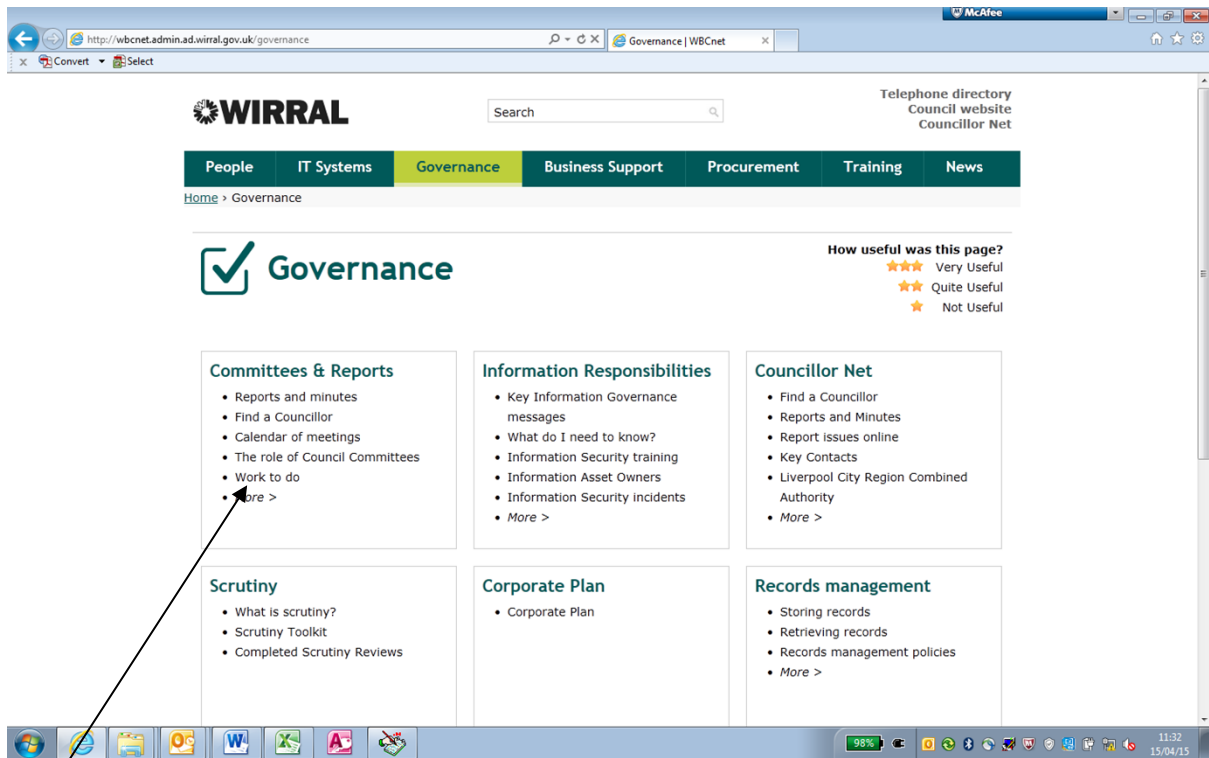 McAfee
http://wbcnet.admin.ad.wirral.gov.uk/governance
Governance | WBCnet
x Convert Select
WIRRAL
Search
Telephone directory
Council website
Councillor Net
People IT Systems Governance Business Support Procurement Training News
Home › Governance
Governance
How useful was this page?
Very Useful
Quite Useful
Not Useful
Committees & Reports
• Reports and minutes
• Find a Councillor
• Calendar of meetings
• The role of Council Committees
• Work to do
• More >
Information Responsibilities
• Key Information Governance
messages
• What do I need to know?
• Information Security training
• Information Asset Owners
• Information Security incidents
• More >
Councillor Net
• Find a Councillor
• Reports and Minutes
• Report issues online
• Key Contacts
• Liverpool City Region Combined
Authority
• More >
Scrutiny
• What is scrutiny?
• Scrutiny Toolkit
• Completed Scrutiny Reviews
Corporate Plan
• Corporate Plan
Records management
• Storing records
• Retrieving records
• Records management policies
• More >
98%
11:32
15/04/15